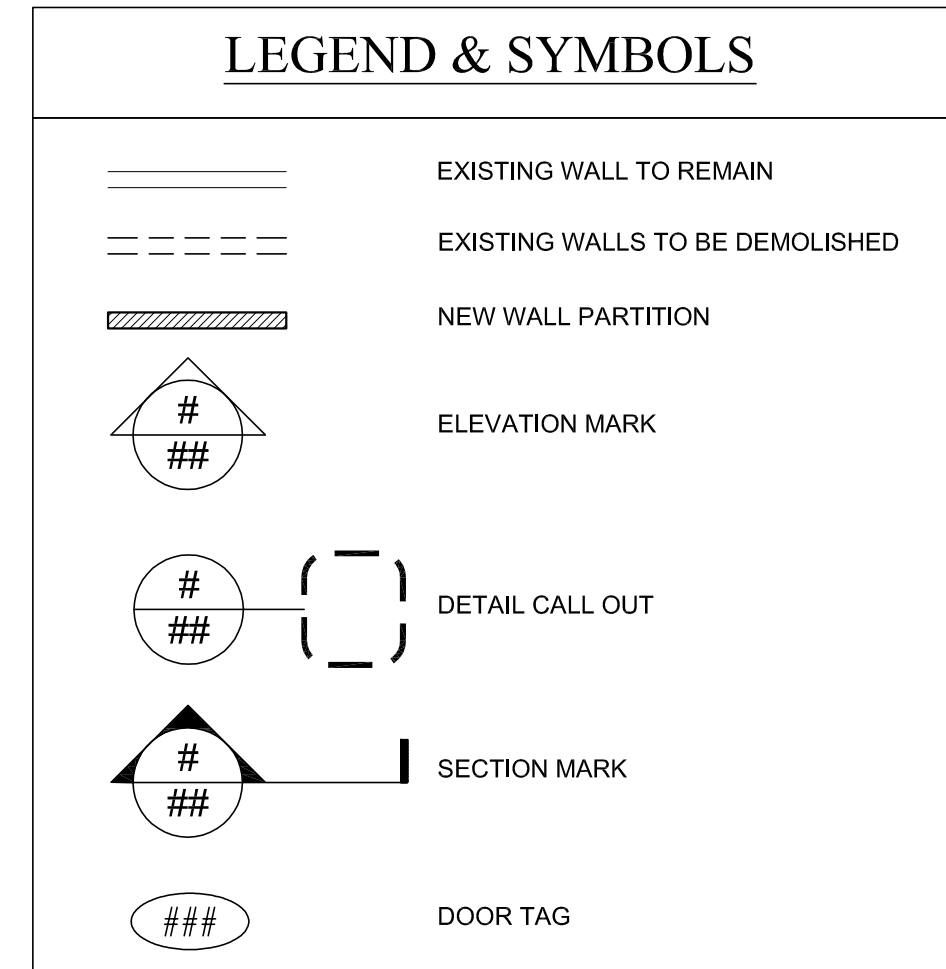 LEGEND & SYMBOLS
EXISTING WALL TO REMAIN
EXISTING WALLS TO BE DEMOLISHED
NEW WALL PARTITION
#
##
ELEVATION MARK
#
##
DETAIL CALL OUT
#
##
SECTION MARK
###
DOOR TAG